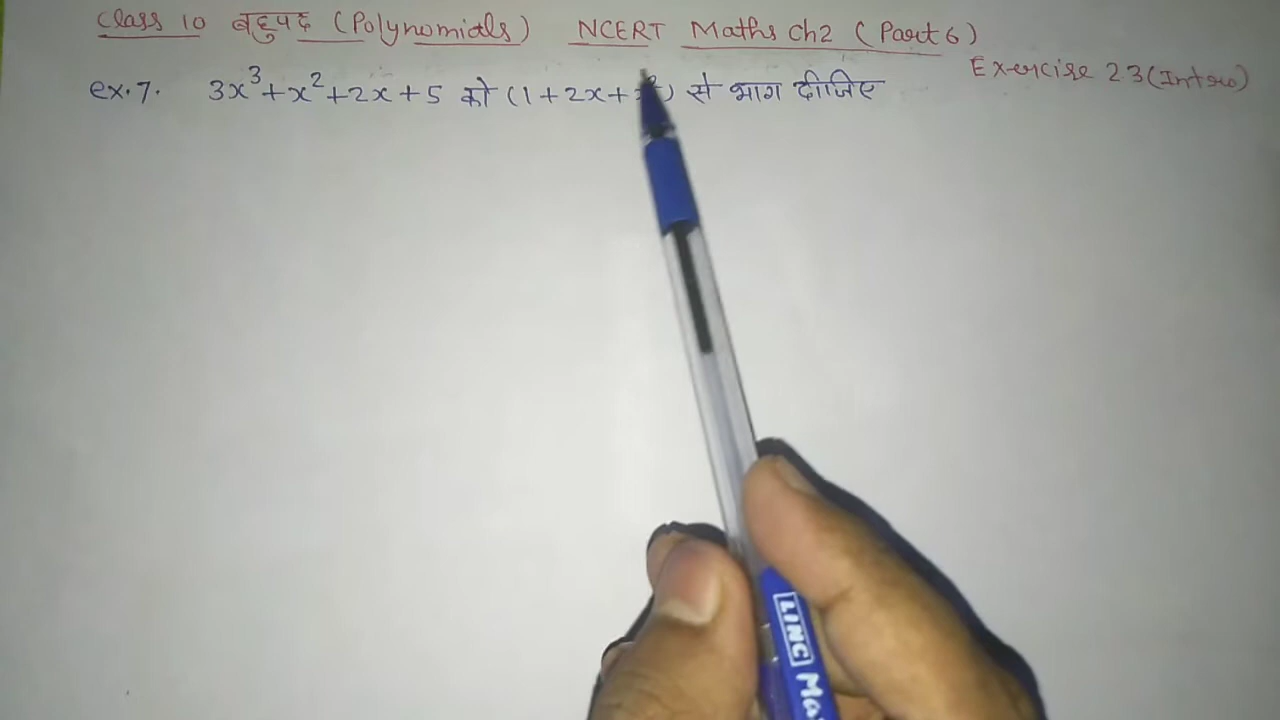 Class 10 बहुपद (Polynomials) NCERT Maths Ch2 (Part 6)
Exercise 2.3 (Intro)
ex.7. 3x³+x²+2x+5 को (1+2x+x²) से भाग दीजिए
LINC